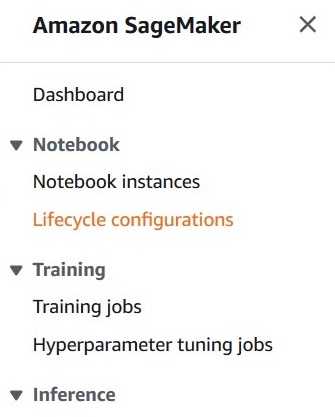 Amazon SageMaker
Dashboard
Notebook
Notebook instances
Lifecycle configurations
Training
Training jobs
Hyperparameter tuning jobs
Inference